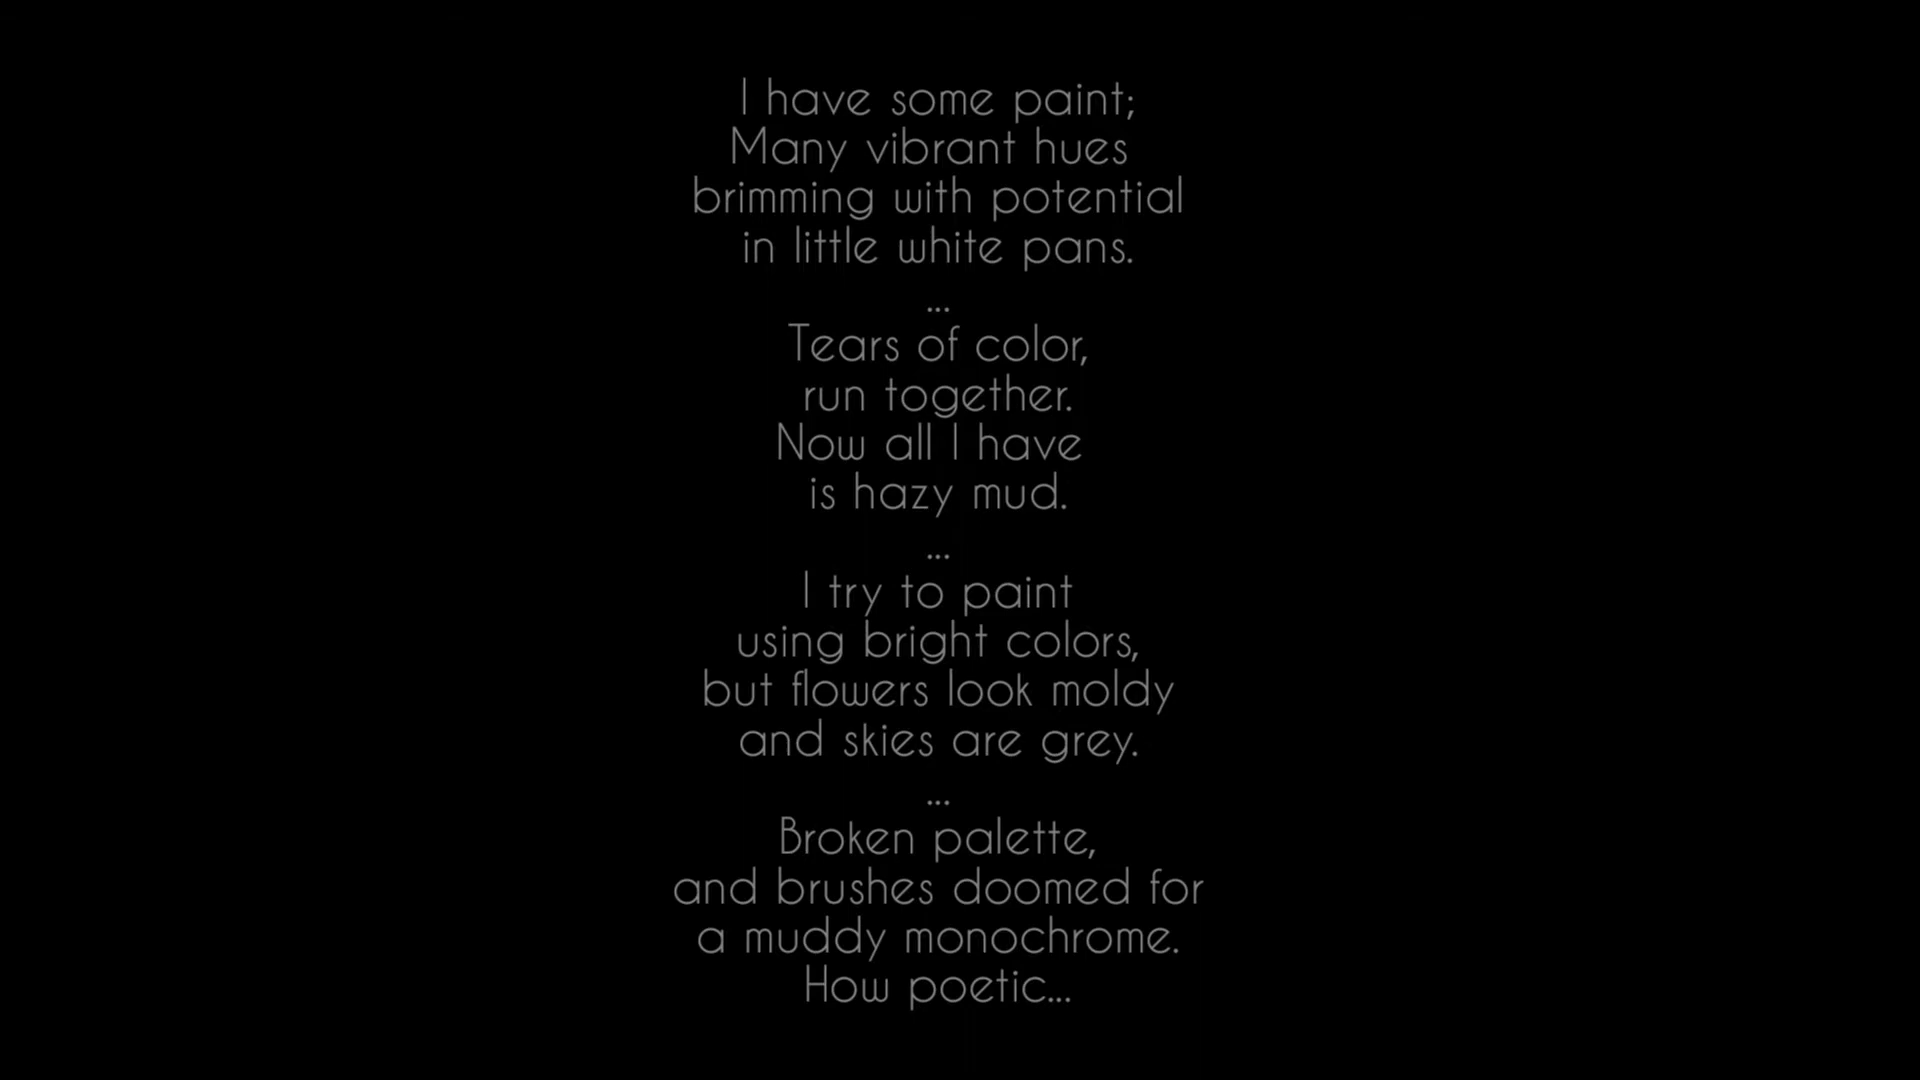 I have some paint;
Many vibrant hues
brimming with potential
in little white pans.
...
Tears of color,
run together.
Now all I have
is hazy mud.
...
I try to paint
using bright colors,
but flowers look moldy
and skies are grey.
...
Broken palette,
and brushes doomed for
a muddy monochrome.
How poetic...